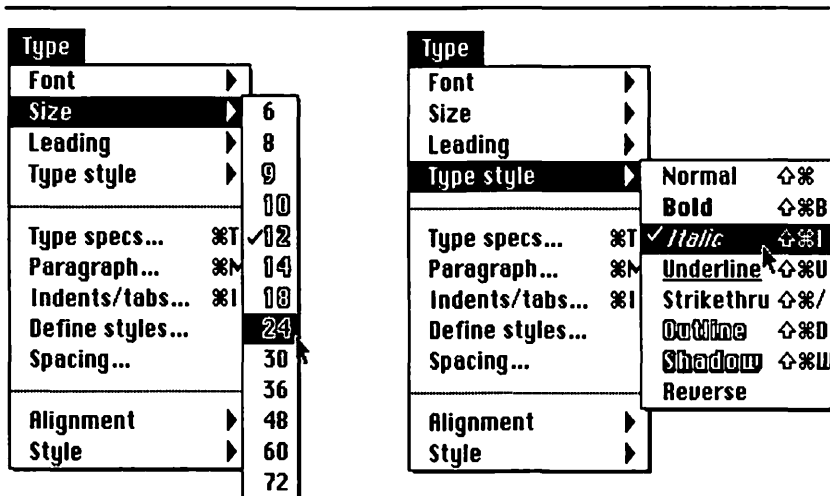 Type
Font
Size
Leading
Type style
Type specs... ⌘T
Paragraph... ⌘M
Indents/tabs... ⌘I
Define styles...
Spacing...
Alignment
Style
6
8
9
10
✓12
14
18
24
30
36
48
60
72
Type
Font
Size
Leading
Type style
Type specs... ⌘T
Paragraph... ⌘M
Indents/tabs... ⌘I
Define styles...
Spacing...
Alignment
Style
Normal ⇧⌘
Bold ⇧⌘B
✓Italic ⇧⌘I
Underline ⇧⌘U
Strikethru ⇧⌘/
Outline ⇧⌘D
Shadow ⇧⌘W
Reverse